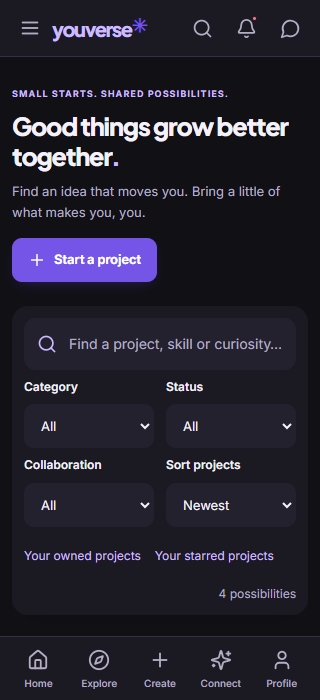 youverse
SMALL STARTS. SHARED POSSIBILITIES.
Good things grow better
together.
Find an idea that moves you. Bring a little of
what makes you, you.
Start a project
Find a project, skill or curiosity...
Category Status
All All
Collaboration Sort projects
All Newest
Your owned projects Your starred projects
4 possibilities
Home Explore Create Connect Profile